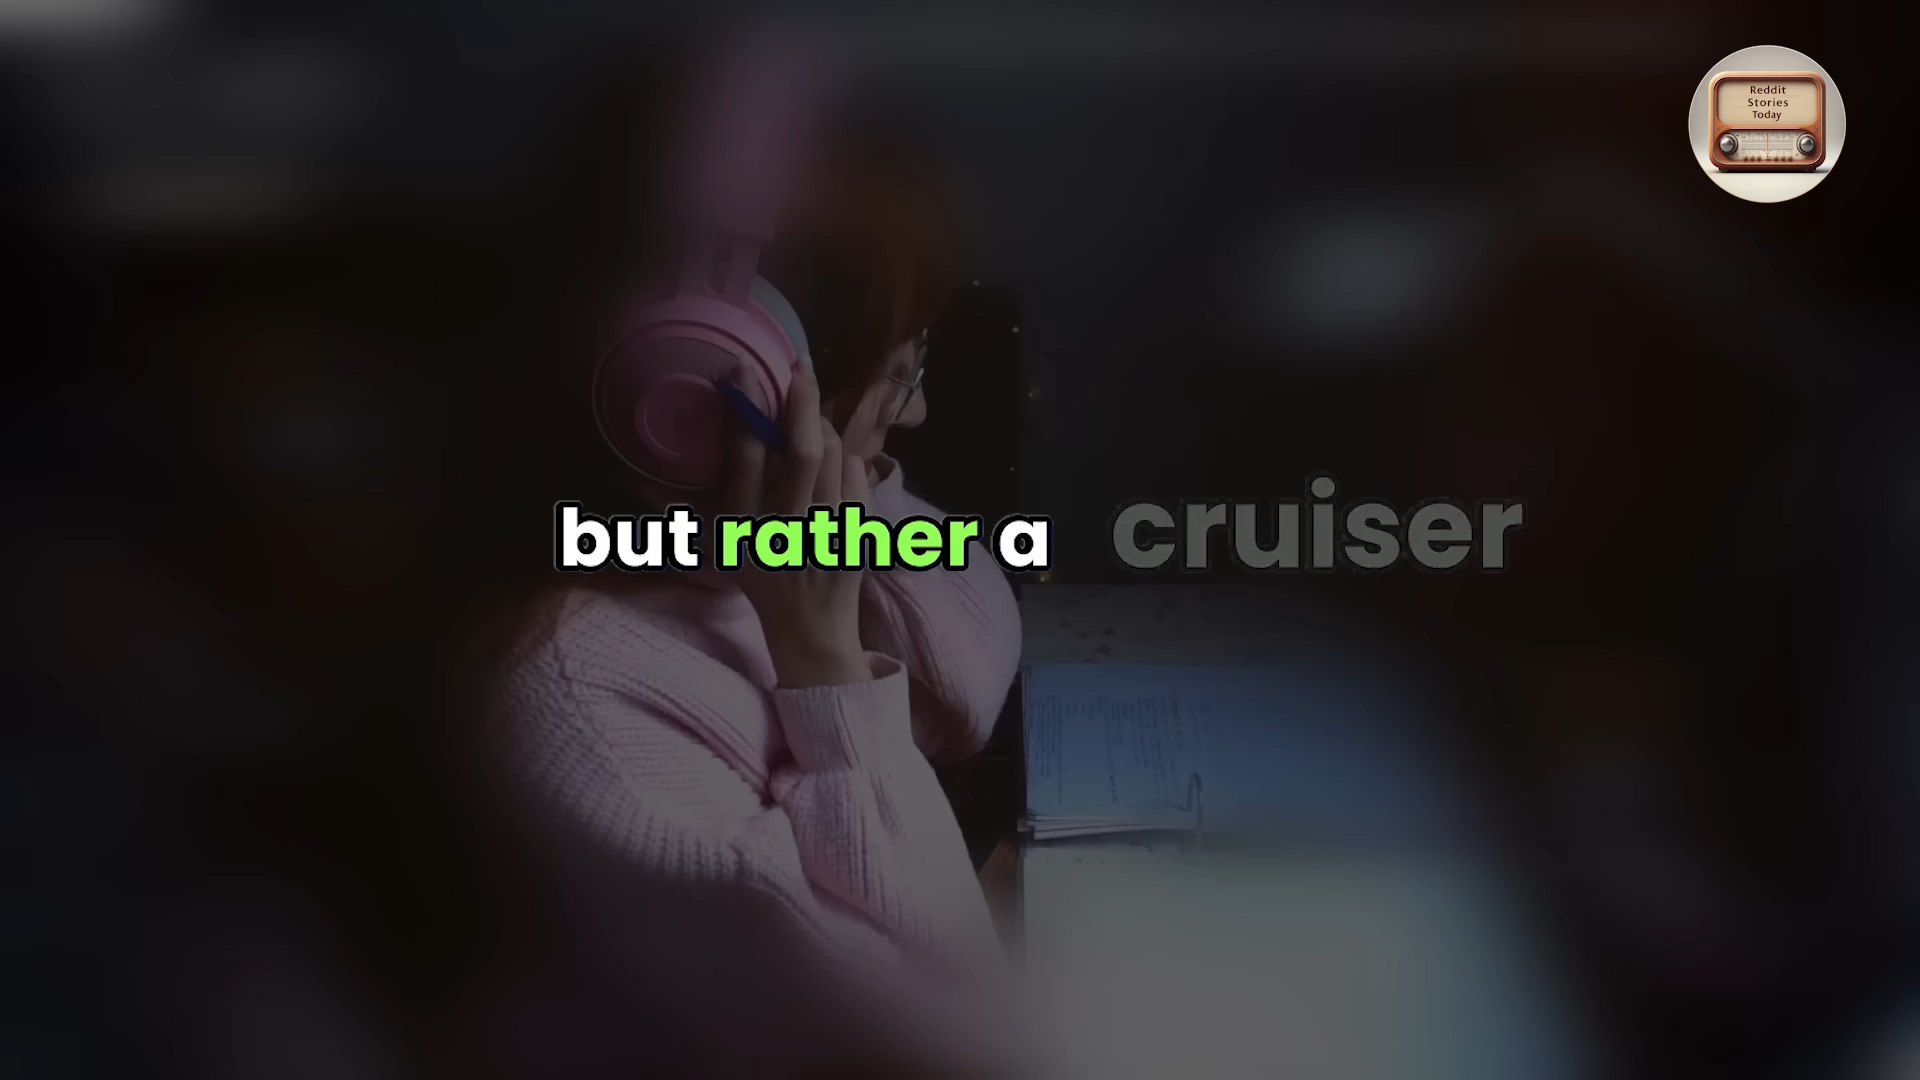 Reddit
Stories
Today
but rather a cruiser